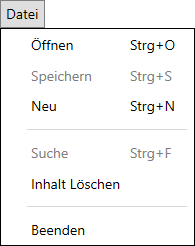 Datei
Öffnen Strg+O
Speichern Strg+S
Neu Strg+N
Suche Strg+F
Inhalt Löschen
Beenden